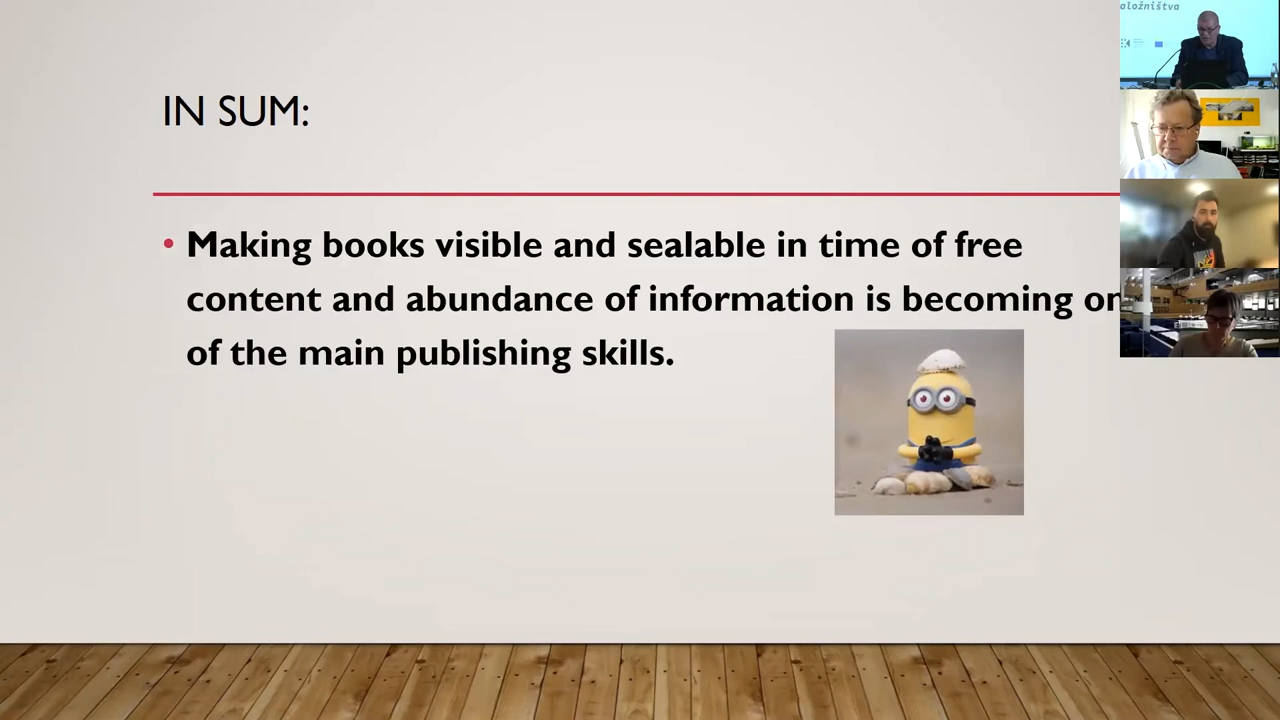 aložništva
IN SUM:
• Making books visible and sealable in time of free
content and abundance of information is becoming on
of the main publishing skills.